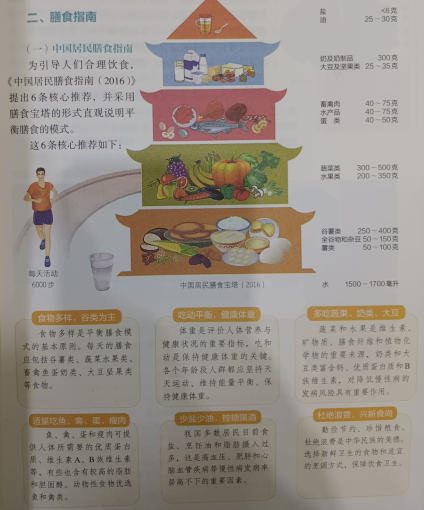 二、膳食指南
(一)中国居民膳食指南
为引导人们合理饮食,
《中国居民膳食指南(2016)》
提出6条核心推荐,并采用
膳食宝塔的形式直观说明平
衡膳食的模式。
这6条核心推荐如下:
每天活动
6000步
盐 <6克
油 25~30克
奶及奶制品 300克
大豆及坚果类 25~35克
畜禽肉 40~75克
水产品 40~75克
蛋 类 40~50克
蔬菜类 300~500克
水果类 200~350克
谷薯类 250~400克
全谷物和杂豆 50~150克
薯类 50~100克
水 1500~1700毫升
中国居民膳食宝塔(2016)
食物多样,谷类为主
食物多样是平衡膳食模
式的基本原则。每天的膳食
应包括谷薯类、蔬菜水果类、
畜禽鱼蛋奶类、大豆坚果类
等食物。
吃动平衡,健康体重
体重是评价人体营养与
健康状况的重要指标,吃和
动是保持健康体重的关键。
各个年龄段人群都应坚持天
天运动、维持能量平衡、保
持健康体重。
多吃蔬果、奶类、大豆
蔬菜和水果是维生素、
矿物质、膳食纤维和植物化
学物的重要来源,奶类和大
豆类富含钙、优质蛋白质和B
族维生素,对降低慢性病的
发病风险具有重要作用。
适量吃鱼、禽、蛋、瘦肉
鱼、禽、蛋和瘦肉可提
供人体所需要的优质蛋白
质、维生素A、B族维生素
等,有些也含有较高的脂肪
和胆固醇。动物性食物优选
鱼和禽类。
少盐少油,控糖限酒
我国多数居民目前食
盐、烹调油和脂肪摄入过
多,这是高血压、肥胖和心
脑血管疾病等慢性病发病率
居高不下的重要因素。
杜绝浪费,兴新食尚
勤俭节约,珍惜粮食,
杜绝浪费是中华民族的美德。
选择新鲜卫生的食物和适宜
的烹调方式,保障饮食卫生。